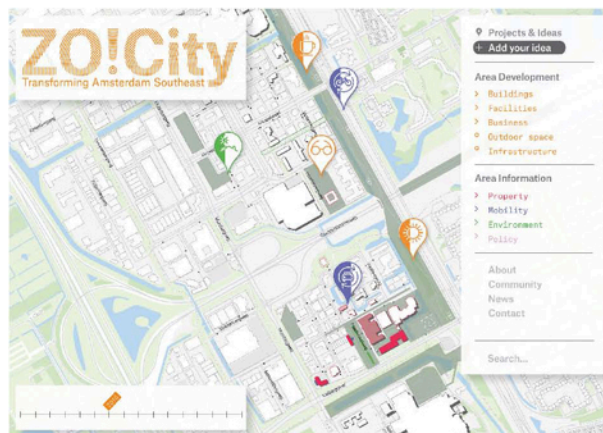 ZO!City
Transforming Amsterdam Southeast
Projects & Ideas
+ Add your idea
Area Development
> Buildings
> Facilities
> Business
Outdoor space
Infrastructure
Area Information
> Property
> Mobility
> Environment
> Policy
About
Community
News
Contact
Search...